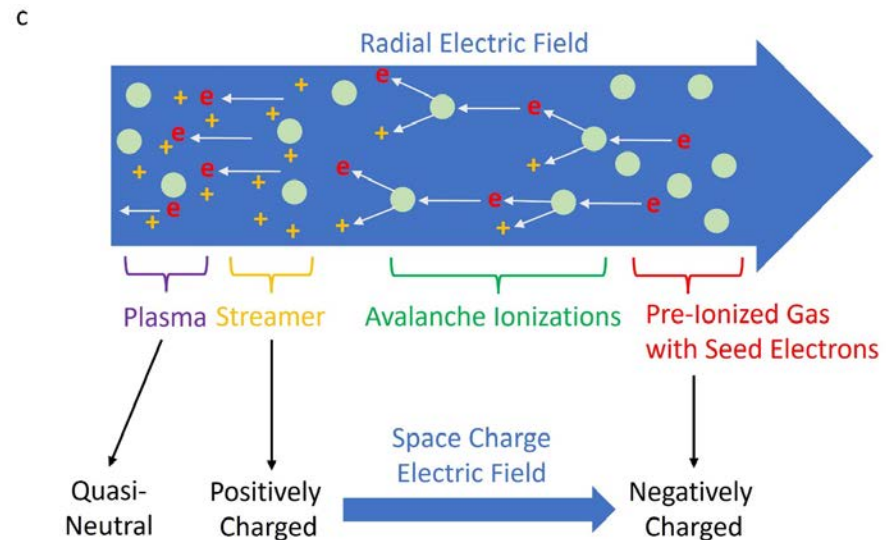 c
Radial Electric Field
+ e + e
+ + e
e + + e
+ + e + e
+ + e e e
e + + + + +
Plasma Streamer Avalanche Ionizations Pre-Ionized Gas
with Seed Electrons
Space Charge
Electric Field
Quasi-
Neutral
Positively
Charged
Negatively
Charged